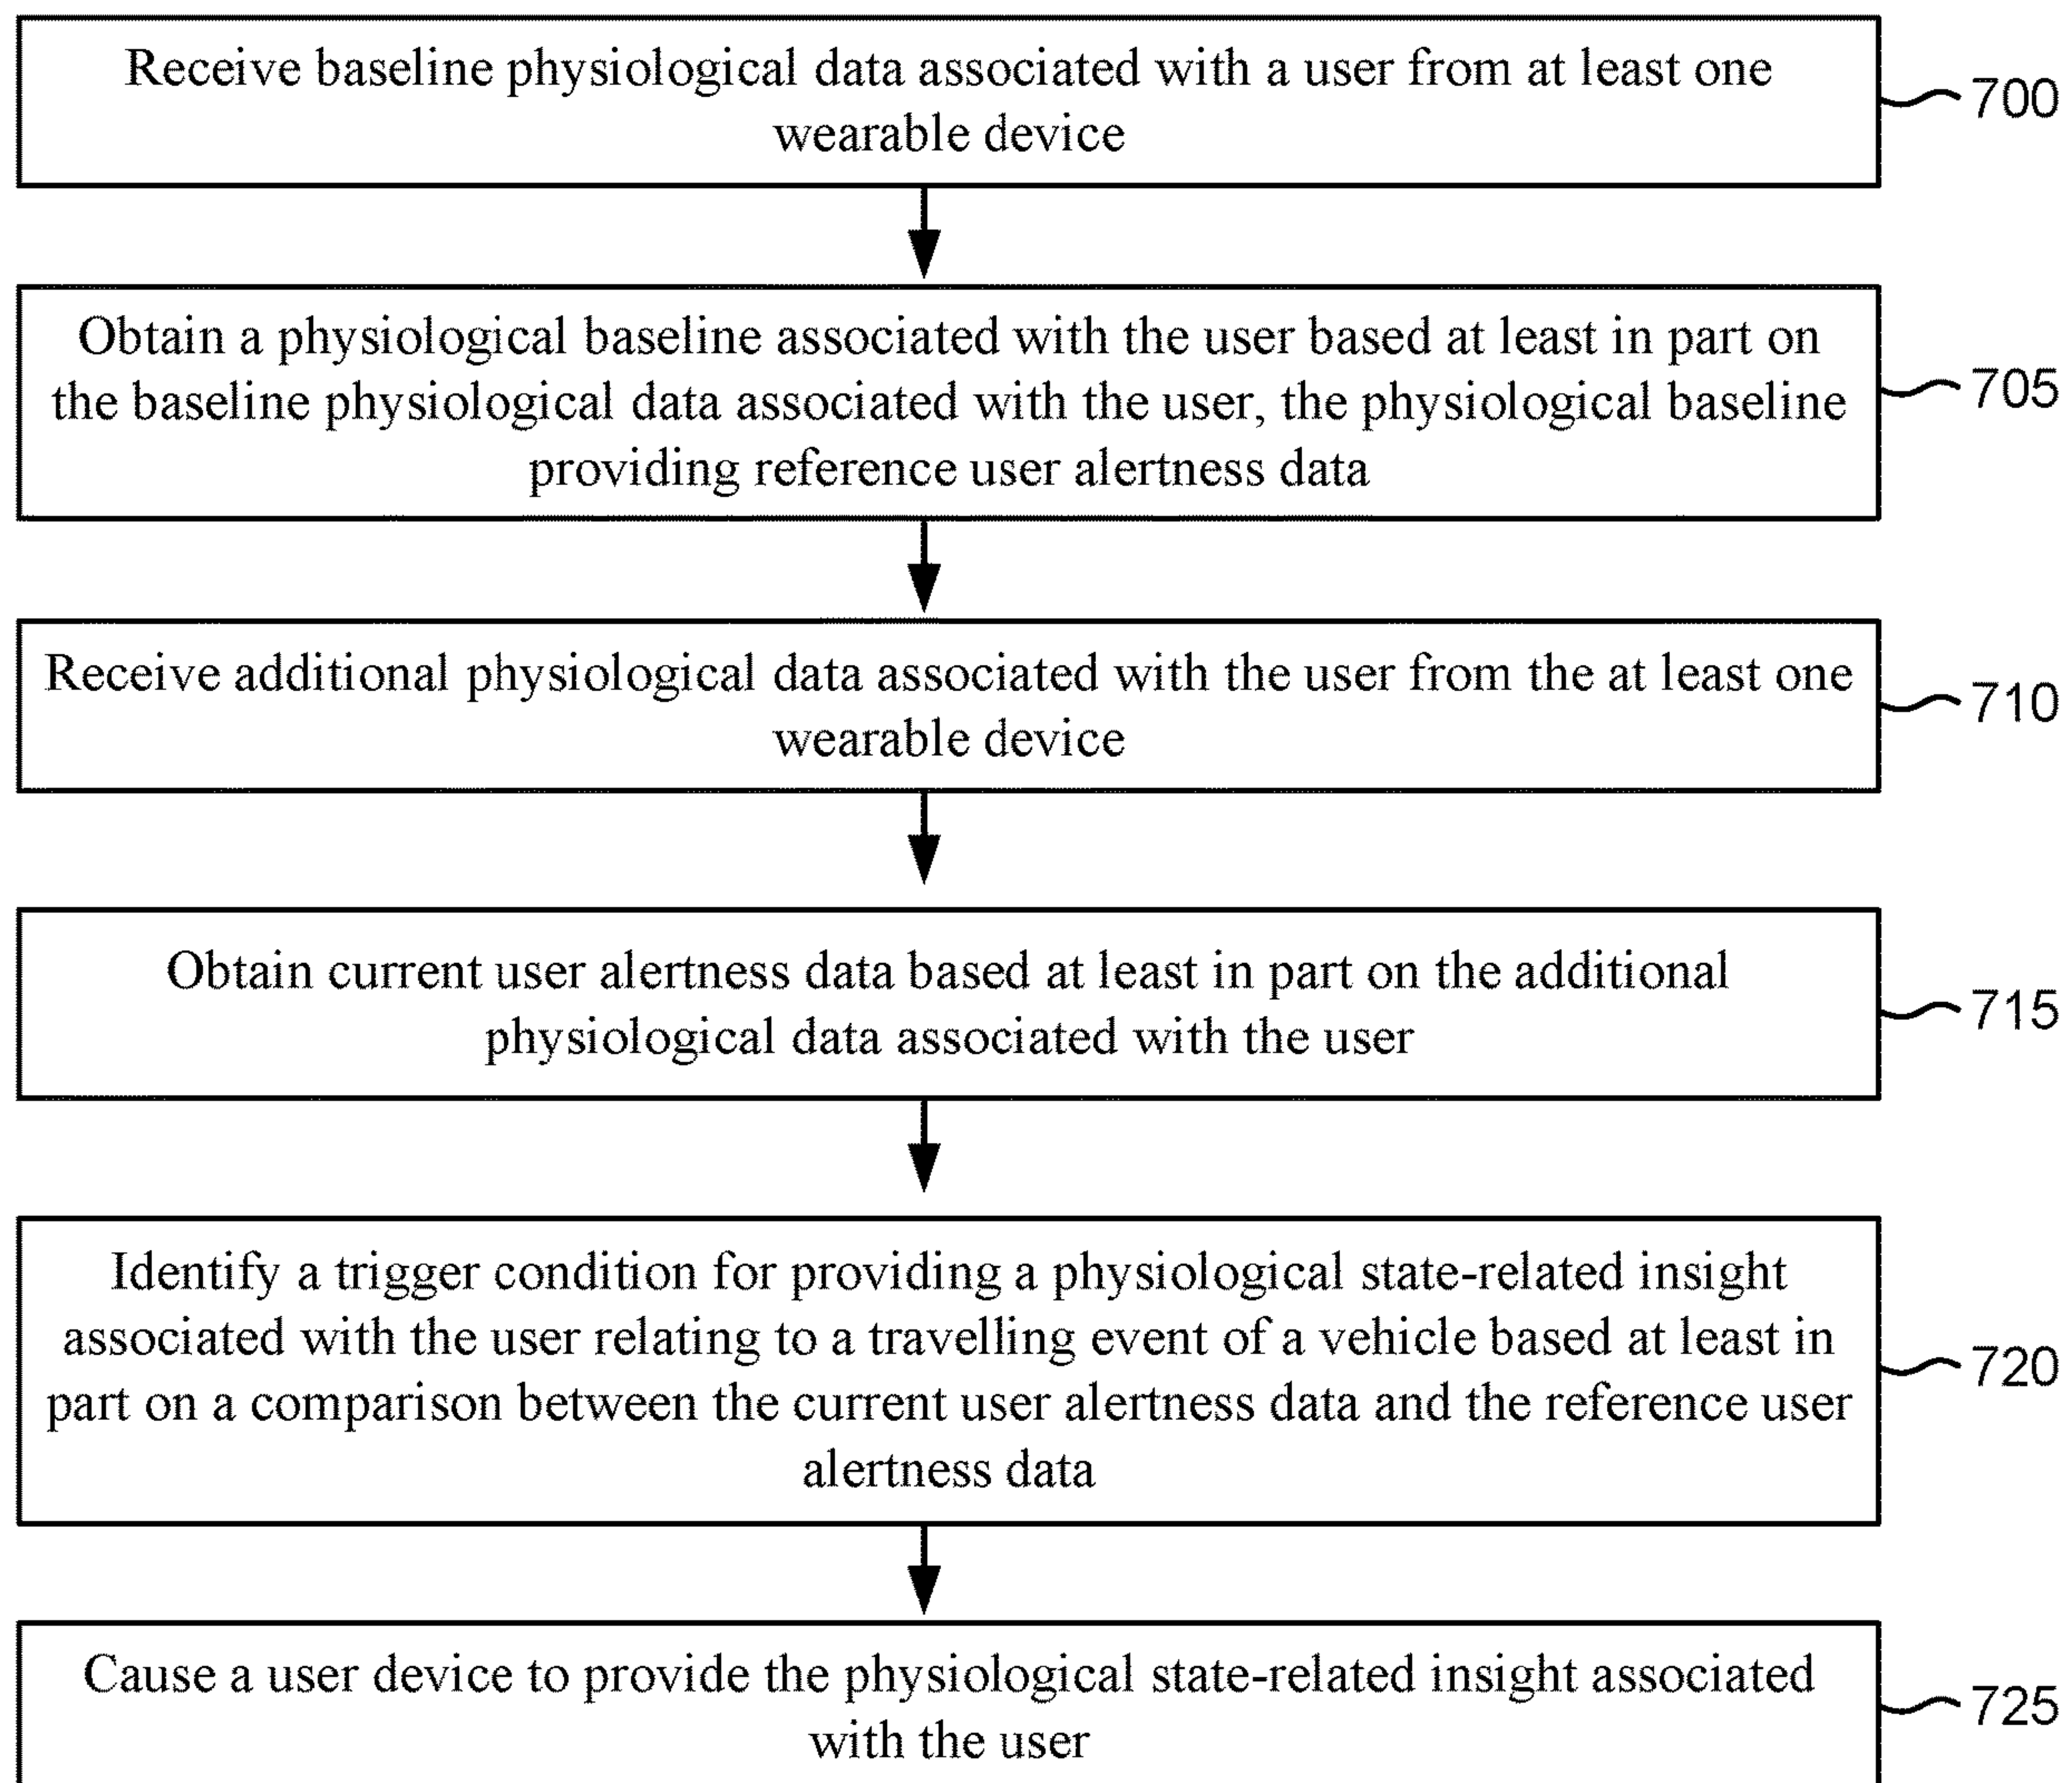 Receive baseline physiological data associated with a user from at least one
wearable device
700
Obtain a physiological baseline associated with the user based at least in part on
the baseline physiological data associated with the user, the physiological baseline
providing reference user alertness data
705
Receive additional physiological data associated with the user from the at least one
wearable device
710
Obtain current user alertness data based at least in part on the additional
physiological data associated with the user
715
Identify a trigger condition for providing a physiological state-related insight
associated with the user relating to a travelling event of a vehicle based at least in
part on a comparison between the current user alertness data and the reference user
alertness data
720
Cause a user device to provide the physiological state-related insight associated
with the user
725